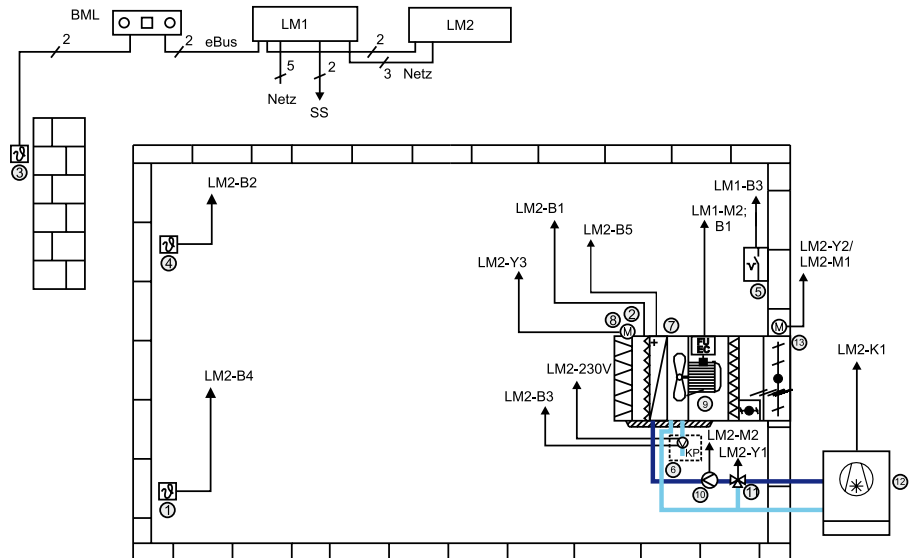 BML
LM1
LM2
2
2
eBus
2
3
Netz
5
2
Netz
SS
ϑ
3
LM2-B2
LM1-B3
LM2-B1
LM1-M2;
B1
LM2-B5
LM2-Y2/
LM2-M1
ϑ
4
LM2-Y3
5
8
2
7
M
M
13
+
FU
EC
LM2-K1
LM2-230V
LM2-B4
LM2-B3
9
LM2-M2
KP
LM2-Y1
6
10
11
12
ϑ
1